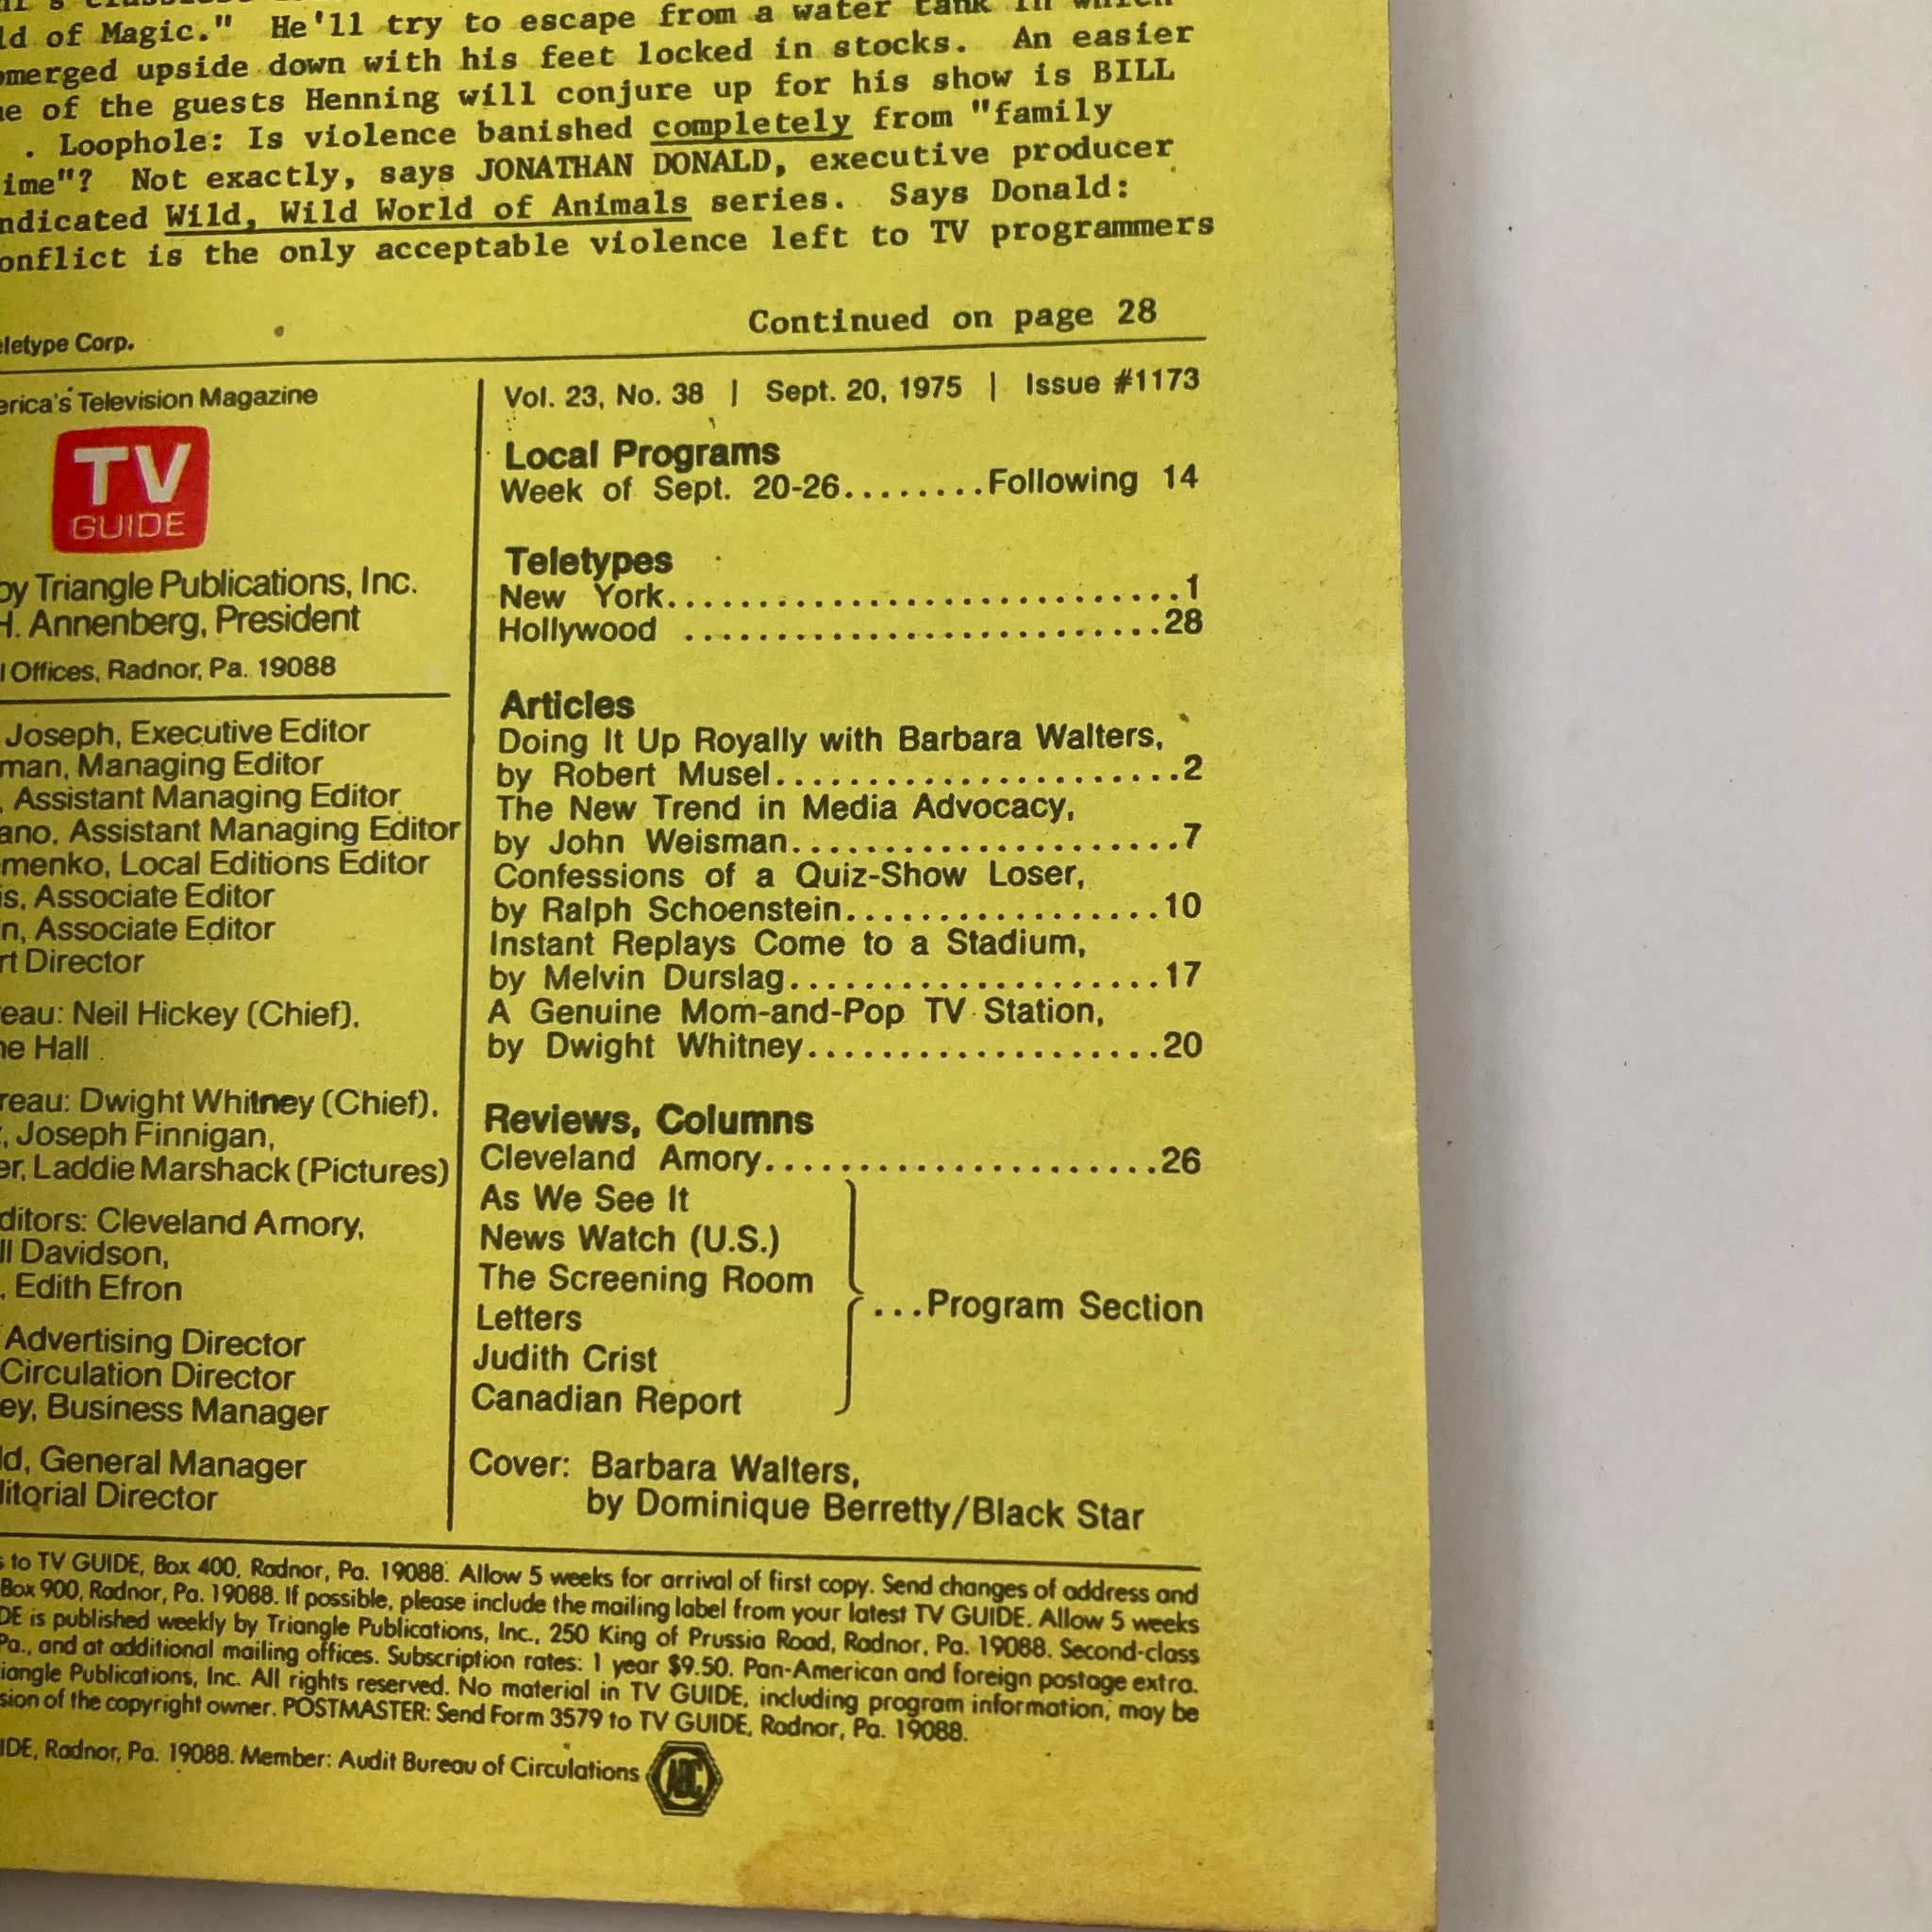 ld of Magic." He'll try to escape from a water tank in which
merged upside down with his feet locked in stocks. An easier
e of the guests Henning will conjure up for his show is BILL
. Loophole: Is violence banished completely from "family
ime"? Not exactly, says JONATHAN DONALD, executive producer
ndicated Wild, Wild World of Animals series. Says Donald:
onflict is the only acceptable violence left to TV programmers
Continued on page 28
letype Corp.
erica's Television Magazine
TV
GUIDE
by Triangle Publications, Inc.
H. Annenberg, President
l Offices, Radnor, Pa. 19088
Joseph, Executive Editor
man, Managing Editor
, Assistant Managing Editor
ano, Assistant Managing Editor
menko, Local Editions Editor
is, Associate Editor
n, Associate Editor
rt Director
eau: Neil Hickey (Chief),
ne Hall
reau: Dwight Whitney (Chief),
, Joseph Finnigan,
er, Laddie Marshack (Pictures)
ditors: Cleveland Amory,
ll Davidson,
, Edith Efron
Advertising Director
Circulation Director
ey, Business Manager
ld, General Manager
litorial Director
Vol. 23, No. 38 | Sept. 20, 1975 | Issue #1173
Local Programs
Week of Sept. 20-26........Following 14
Teletypes
New York.............................1
Hollywood ..........................28
Articles
Doing It Up Royally with Barbara Walters,
by Robert Musel......................2
The New Trend in Media Advocacy,
by John Weisman.....................7
Confessions of a Quiz-Show Loser,
by Ralph Schoenstein.................10
Instant Replays Come to a Stadium,
by Melvin Durslag....................17
A Genuine Mom-and-Pop TV Station,
by Dwight Whitney...................20
Reviews, Columns
Cleveland Amory.....................26
As We See It
News Watch (U.S.)
The Screening Room
Letters
Judith Crist
Canadian Report
...Program Section
Cover: Barbara Walters,
by Dominique Berretty/Black Star
s to TV GUIDE, Box 400, Radnor, Pa. 19088. Allow 5 weeks for arrival of first copy. Send changes of address and
Box 900, Radnor, Pa. 19088. If possible, please include the mailing label from your latest TV GUIDE. Allow 5 weeks
DE is published weekly by Triangle Publications, Inc., 250 King of Prussia Road, Radnor, Pa. 19088. Second-class
Pa., and at additional mailing offices. Subscription rates: 1 year $9.50. Pan-American and foreign postage extra.
iangle Publications, Inc. All rights reserved. No material in TV GUIDE, including program information, may be
sion of the copyright owner. POSTMASTER: Send Form 3579 to TV GUIDE, Radnor, Pa. 19088.
IDE, Radnor, Pa. 19088. Member: Audit Bureau of Circulations
ABC